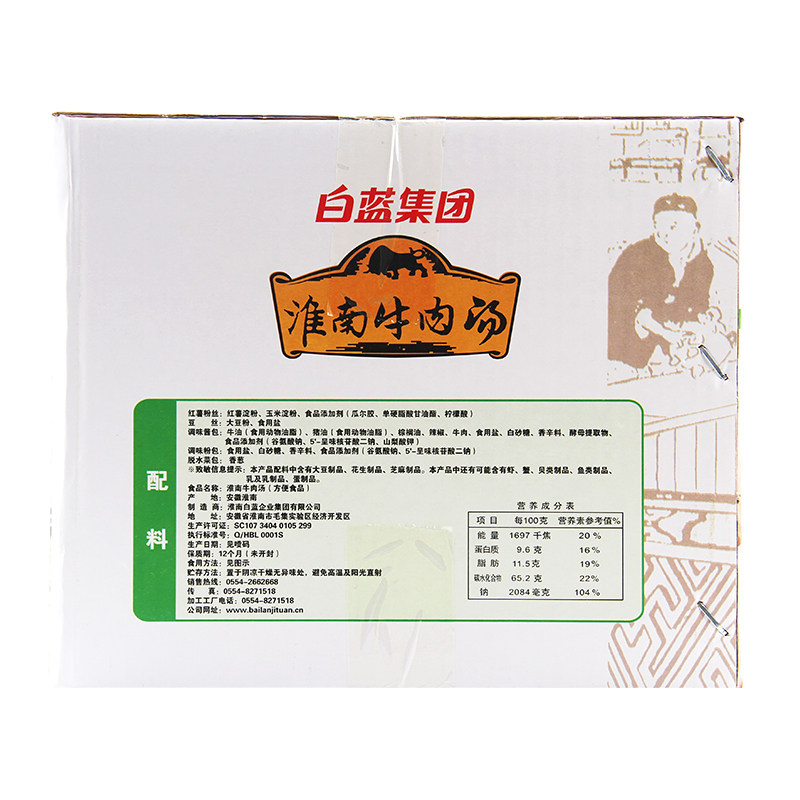 白蓝集团
淮南牛肉汤
配料
红薯粉丝：红薯淀粉、玉米淀粉、食品添加剂（瓜尔胶、单硬脂酸甘油酯、柠檬酸）
豆　　丝：大豆粉、食用盐
调味酱包：牛油（食用动物油脂）、猪油（食用动物油脂）、棕榈油、辣椒、牛肉、食用盐、白砂糖、香辛料、酵母提取物、
食品添加剂（谷氨酸钠、5'-呈味核苷酸二钠、山梨酸钾）
调味粉包：食用盐、白砂糖、香辛料、食品添加剂（谷氨酸钠、5'-呈味核苷酸二钠）
脱水菜包：香葱
※致敏信息提示：本产品配料中含有大豆制品、花生制品、芝麻制品。本产品中还有可能含有虾、蟹、贝类制品、鱼类制品、
乳及乳制品、蛋制品。
食品名称：淮南牛肉汤（方便食品）
产　　地：安徽淮南
制 造 商：淮南白蓝企业集团有限公司
地　　址：安徽省淮南市毛集实验区经济开发区
生产许可证：SC107 3404 0105 299
执行标准号：Q/HBL 0001S
生产日期：见喷码
保质期：12个月（未开封）
食用方法：见图示
贮存方法：置于阴凉干燥无异味处，避免高温及阳光直射
销售热线：0554-2662668
传　　真：0554-8271518
加工工厂电话：0554-8271518
公司网址：www.bailanjituan.cn
营养成分表
项目 每100克 营养素参考值%
能量 1697 千焦 20 %
蛋白质 9.6 克 16 %
脂肪 11.5克 19%
碳水化合物 65.2 克 22%
钠 2084 毫克 104 %